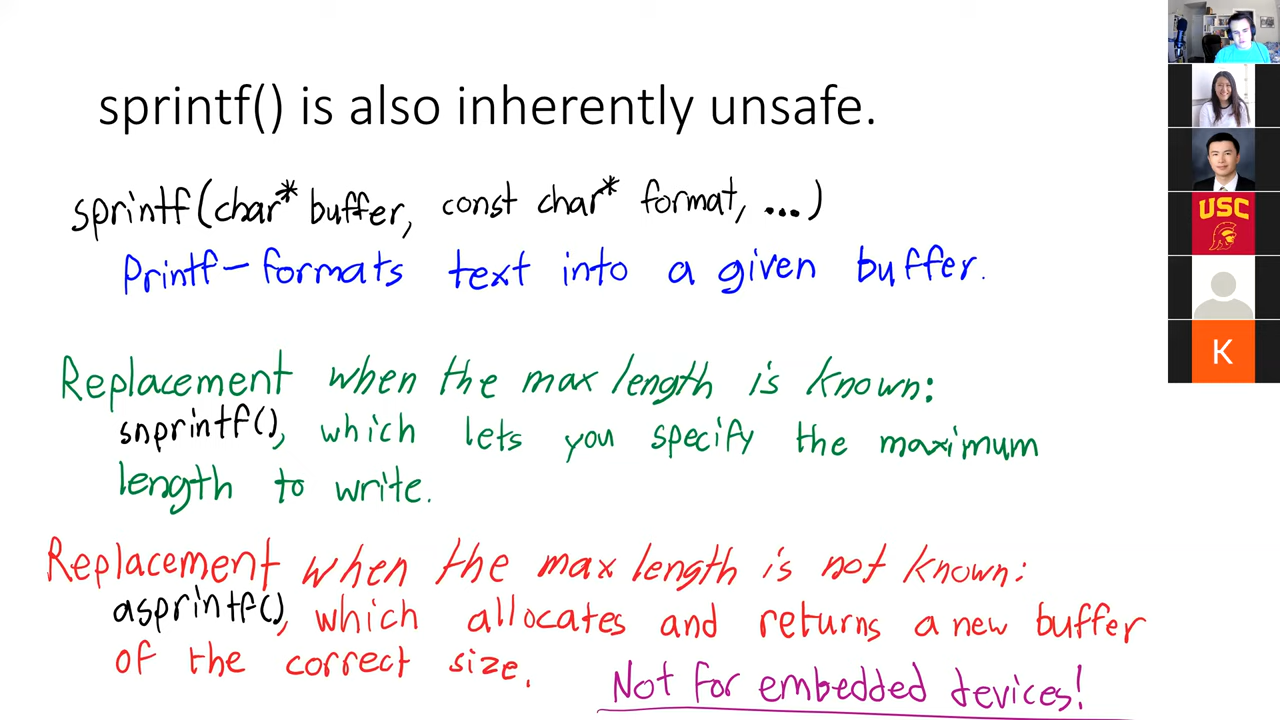 sprintf() is also inherently unsafe.
sprintf(char* buffer, const char* format, ...)
Printf-formats text into a given buffer.
Replacement when the max length is known:
snprintf(), which lets you specify the maximum
length to write.
Replacement when the max length is not known:
asprintf(), which allocates and returns a new buffer
of the correct size.
Not for embedded devices!
USC
K